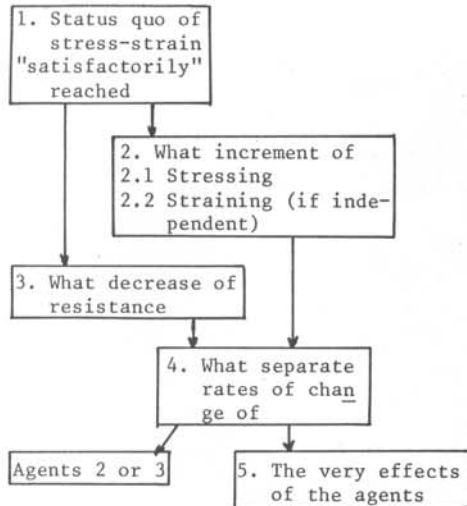 1. Status quo of
stress-strain
"satisfactorily"
reached
2. What increment of
2.1 Stressing
2.2 Straining (if inde-
pendent)
3. What decrease of
resistance
4. What separate
rates of chan
ge of
Agents 2 or 3
5. The very effects
of the agents